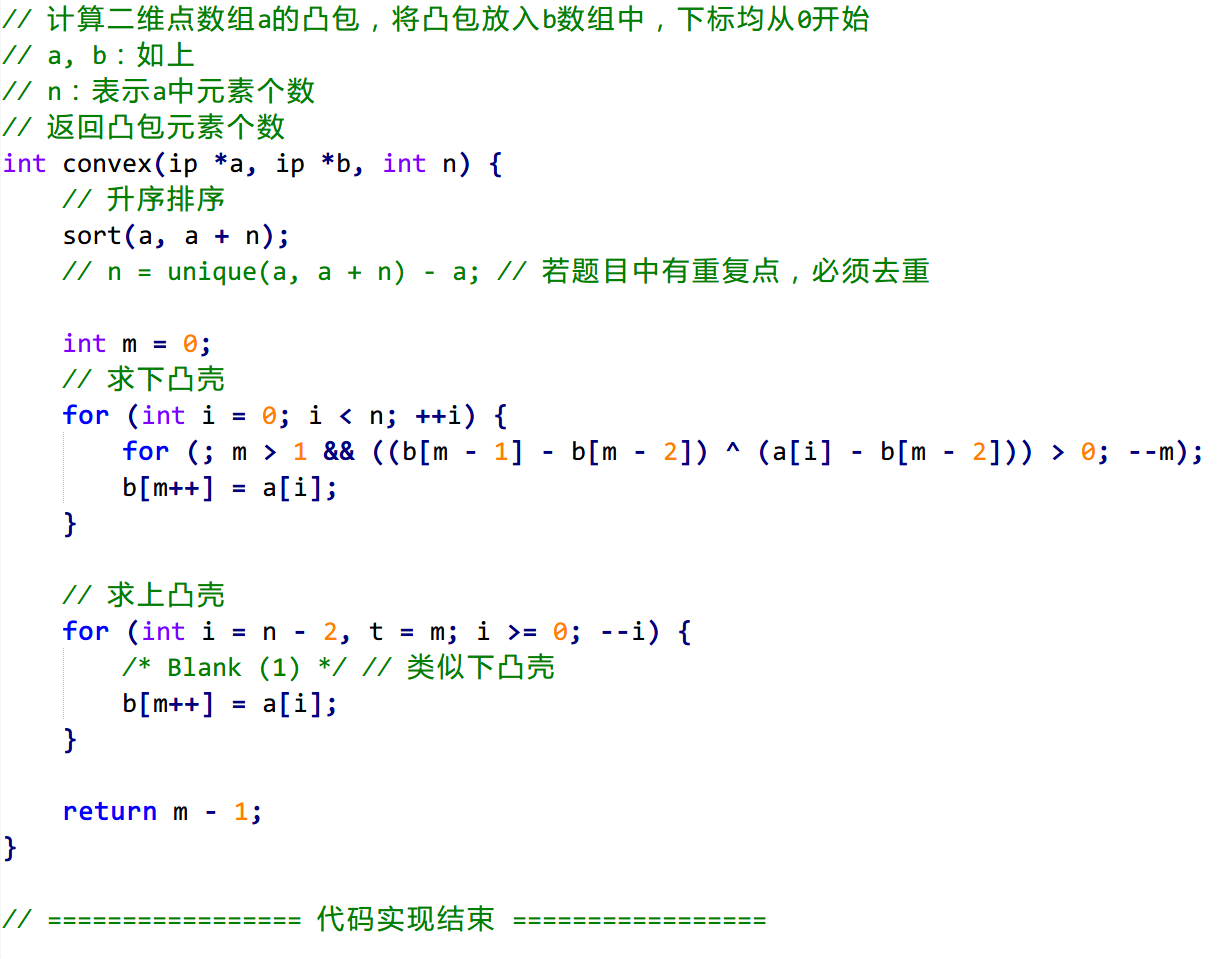 // 计算二维点数组a的凸包，将凸包放入b数组中，下标均从0开始
// a, b：如上
// n：表示a中元素个数
// 返回凸包元素个数
int convex(ip *a, ip *b, int n) {
    // 升序排序
    sort(a, a + n);
    // n = unique(a, a + n) - a; // 若题目中有重复点，必须去重
    int m = 0;
    // 求下凸壳
    for (int i = 0; i < n; ++i) {
        for (; m > 1 && ((b[m - 1] - b[m - 2]) ^ (a[i] - b[m - 2])) > 0; --m);
        b[m++] = a[i];
    }
    // 求上凸壳
    for (int i = n - 2, t = m; i >= 0; --i) {
        /* Blank (1) */ // 类似下凸壳
        b[m++] = a[i];
    }
    return m - 1;
}
// ================= 代码实现结束 =================